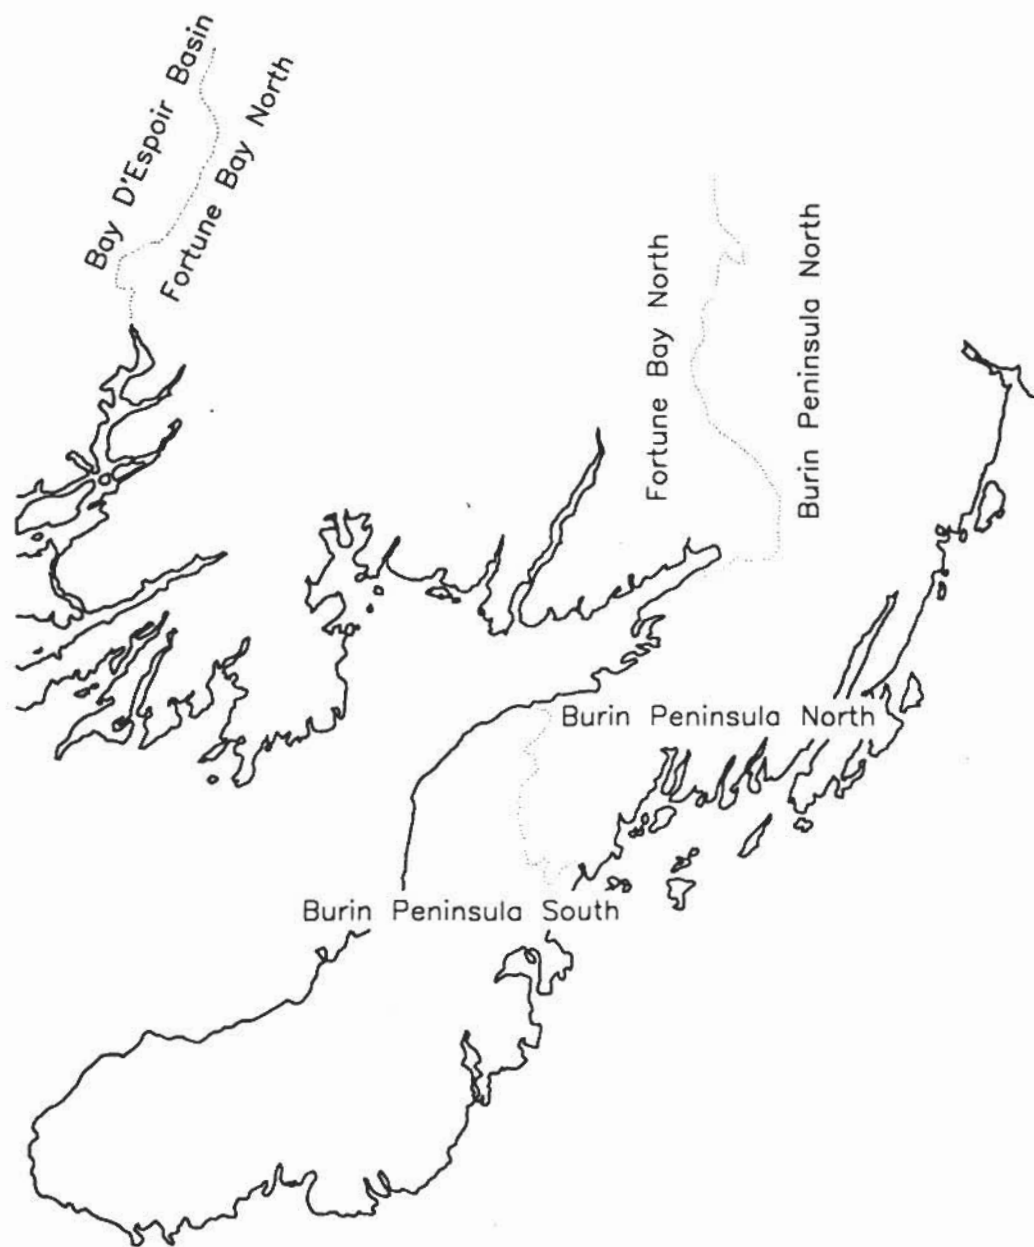 Bay D'Espoir Basin
Fortune Bay North
Fortune Bay North
Burin Peninsula North
Burin Peninsula North
Burin Peninsula South